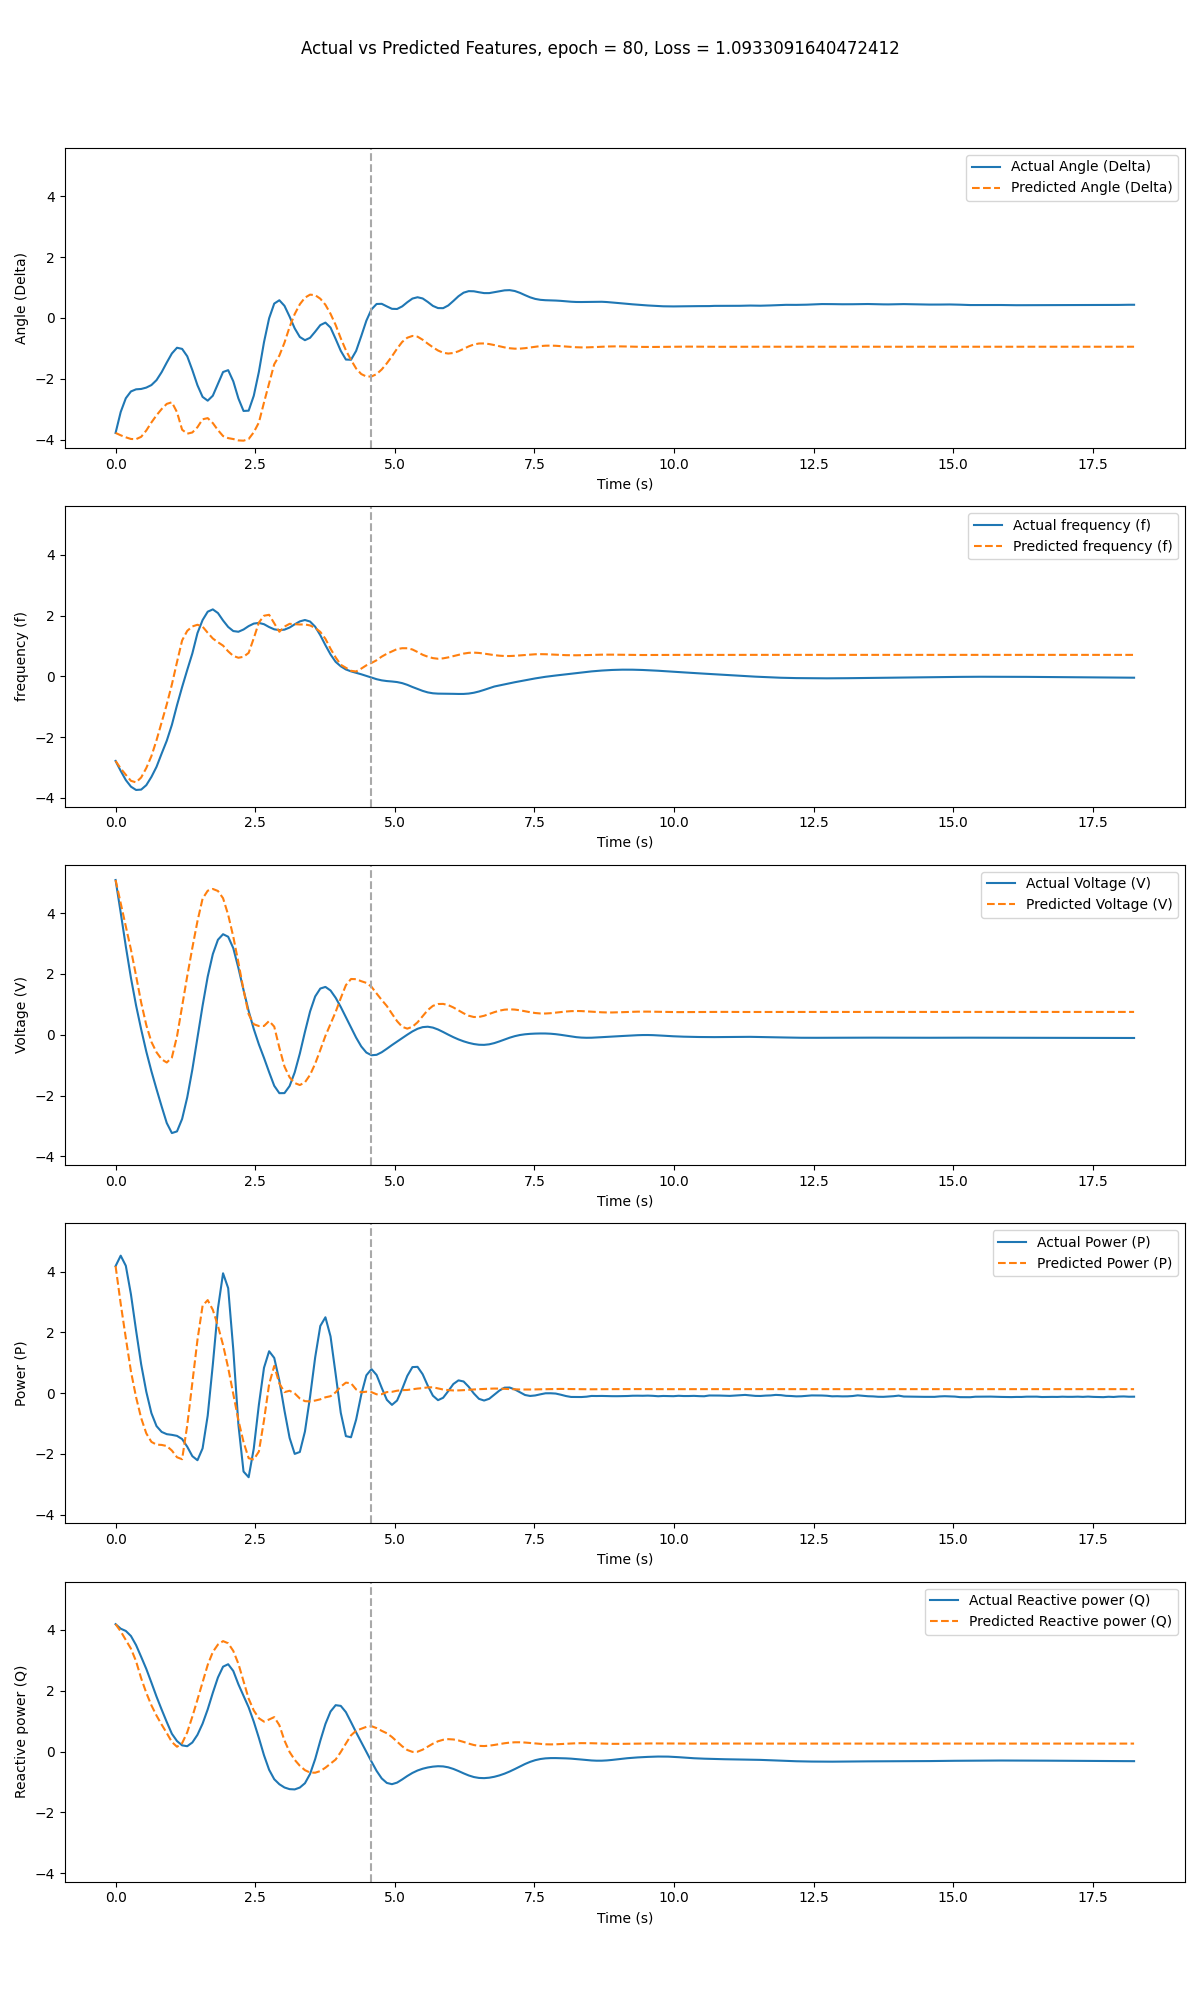 Actual vs Predicted Features, epoch = 80, Loss = 1.0933091640472412
Actual Angle (Delta)
Predicted Angle (Delta)
Angle (Delta)
4
2
0
−2
−4
0.0 2.5 5.0 7.5 10.0 12.5 15.0 17.5
Time (s)
Actual frequency (f)
Predicted frequency (f)
frequency (f)
4
2
0
−2
−4
0.0 2.5 5.0 7.5 10.0 12.5 15.0 17.5
Time (s)
Actual Voltage (V)
Predicted Voltage (V)
Voltage (V)
4
2
0
−2
−4
0.0 2.5 5.0 7.5 10.0 12.5 15.0 17.5
Time (s)
Actual Power (P)
Predicted Power (P)
Power (P)
4
2
0
−2
−4
0.0 2.5 5.0 7.5 10.0 12.5 15.0 17.5
Time (s)
Actual Reactive power (Q)
Predicted Reactive power (Q)
Reactive power (Q)
4
2
0
−2
−4
0.0 2.5 5.0 7.5 10.0 12.5 15.0 17.5
Time (s)